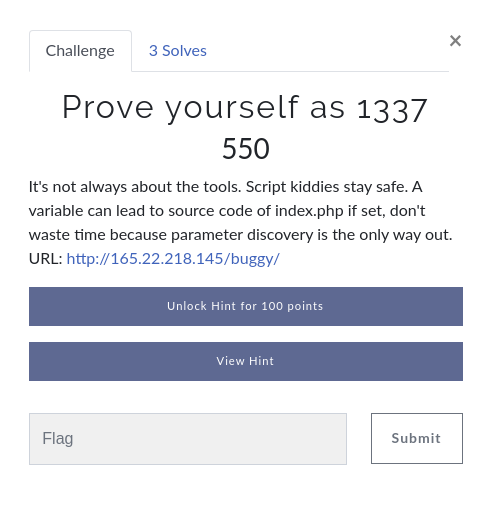 ×
Challenge
3 Solves
Prove yourself as 1337
550
It's not always about the tools. Script kiddies stay safe. A
variable can lead to source code of index.php if set, don't
waste time because parameter discovery is the only way out.
URL: http://165.22.218.145/buggy/
Unlock Hint for 100 points
View Hint
Flag
Submit